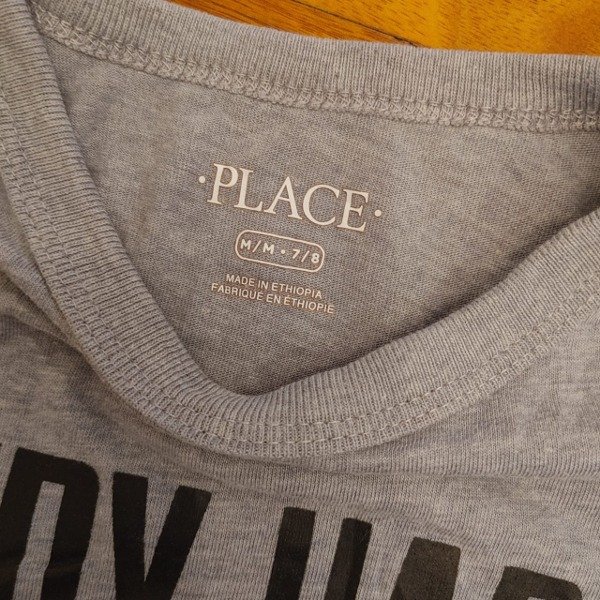 ·PLACE·
M/M • 7/8
MADE IN ETHIOPIA
FABRIQUÉ EN ÉTHIOPIE